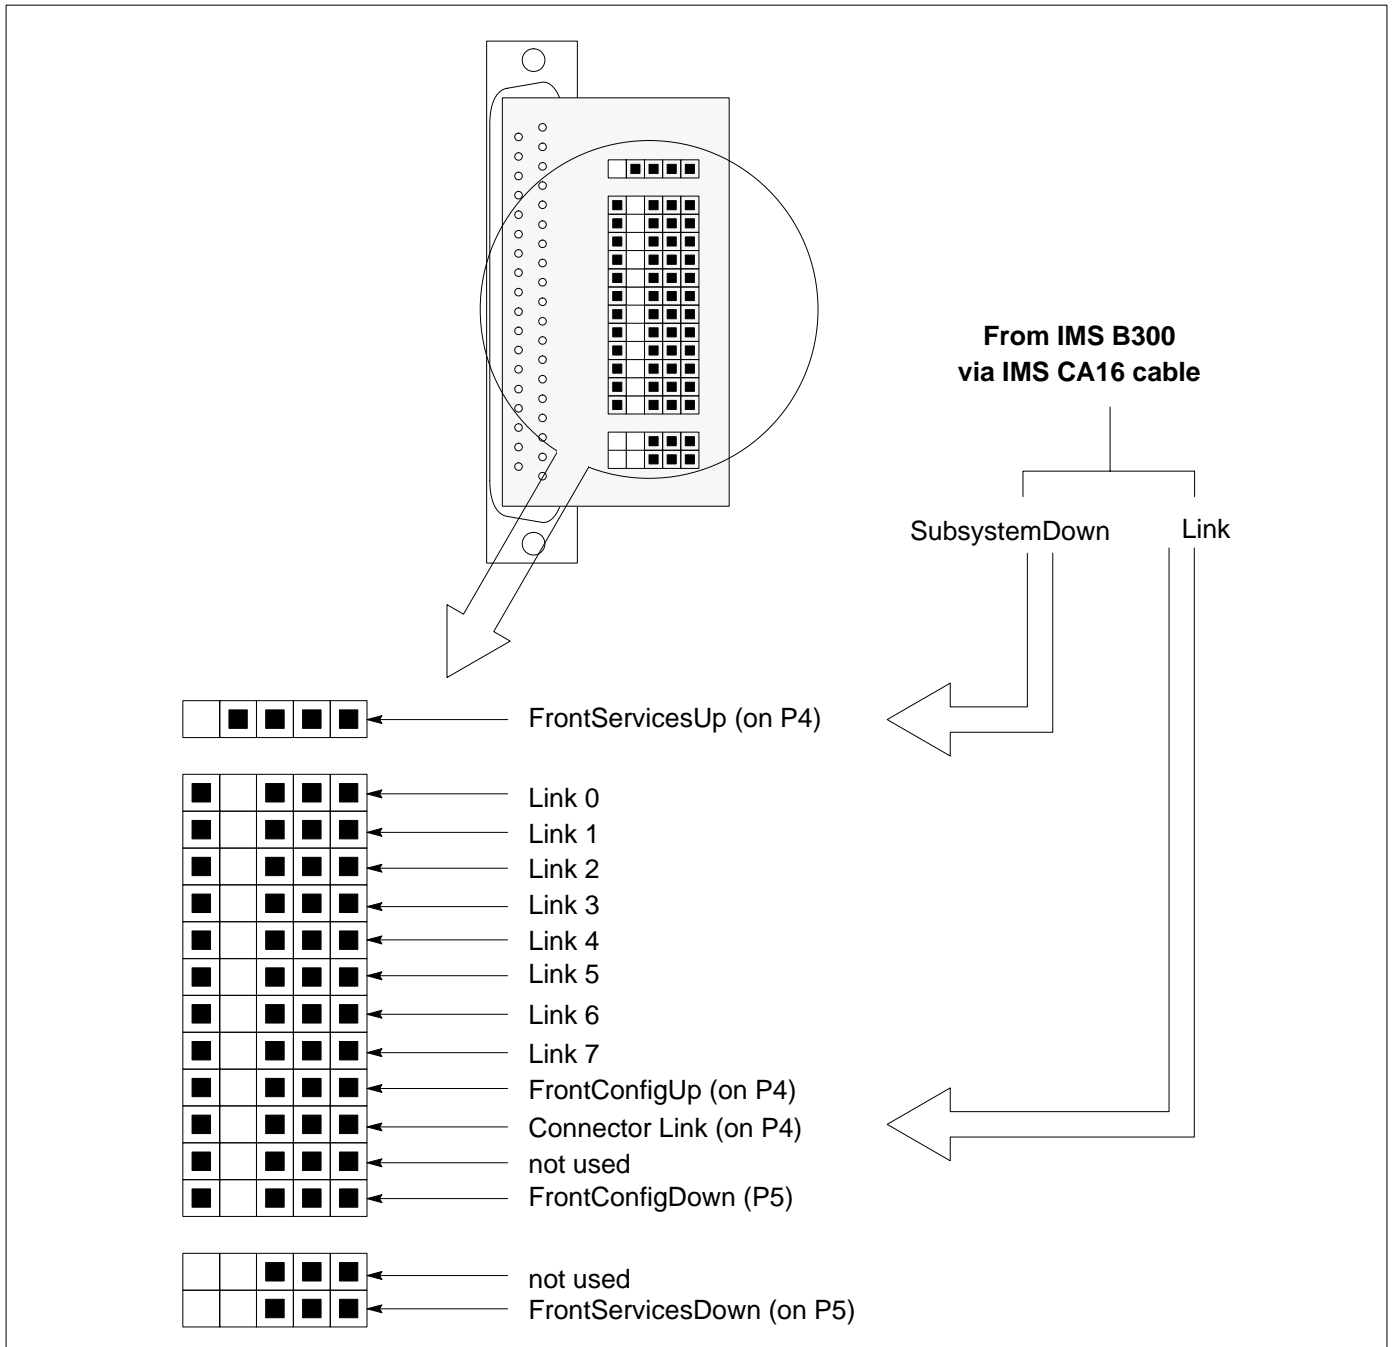 From IMS B300
via IMS CA16 cable
SubsystemDown
Link
FrontServicesUp (on P4)
Link 0
Link 1
Link 2
Link 3
Link 4
Link 5
Link 6
Link 7
FrontConfigUp (on P4)
Connector Link (on P4)
not used
FrontConfigDown (P5)
not used
FrontServicesDown (on P5)